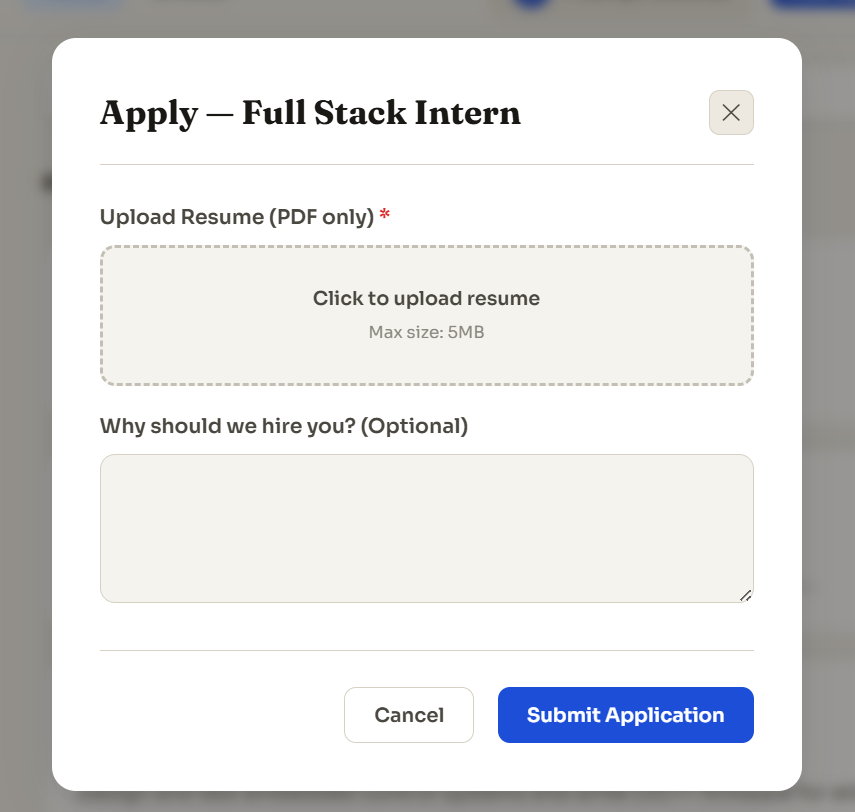 Apply — Full Stack Intern
Upload Resume (PDF only) *
Click to upload resume
Max size: 5MB
Why should we hire you? (Optional)
Cancel
Submit Application